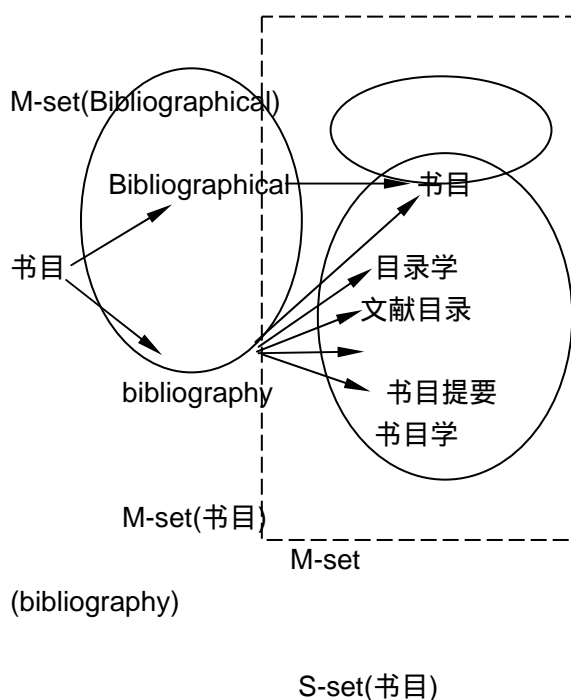 M-set(Bibliographical)
Bibliographical
书目
书目
目录学
文献目录
bibliography
书目提要
书目学
M-set(书目)
M-set
(bibliography)
S-set(书目)